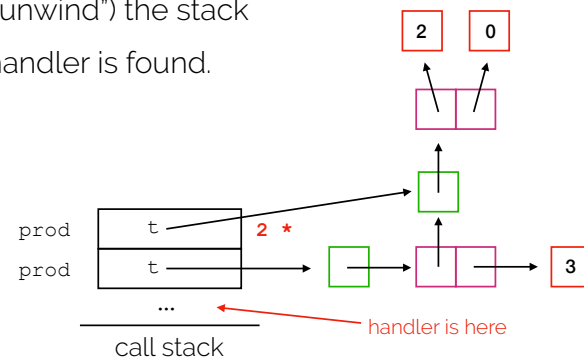 unwind”) the stack
handler is found.
2 0
prod t 2 *
prod t
3
...
handler is here
call stack